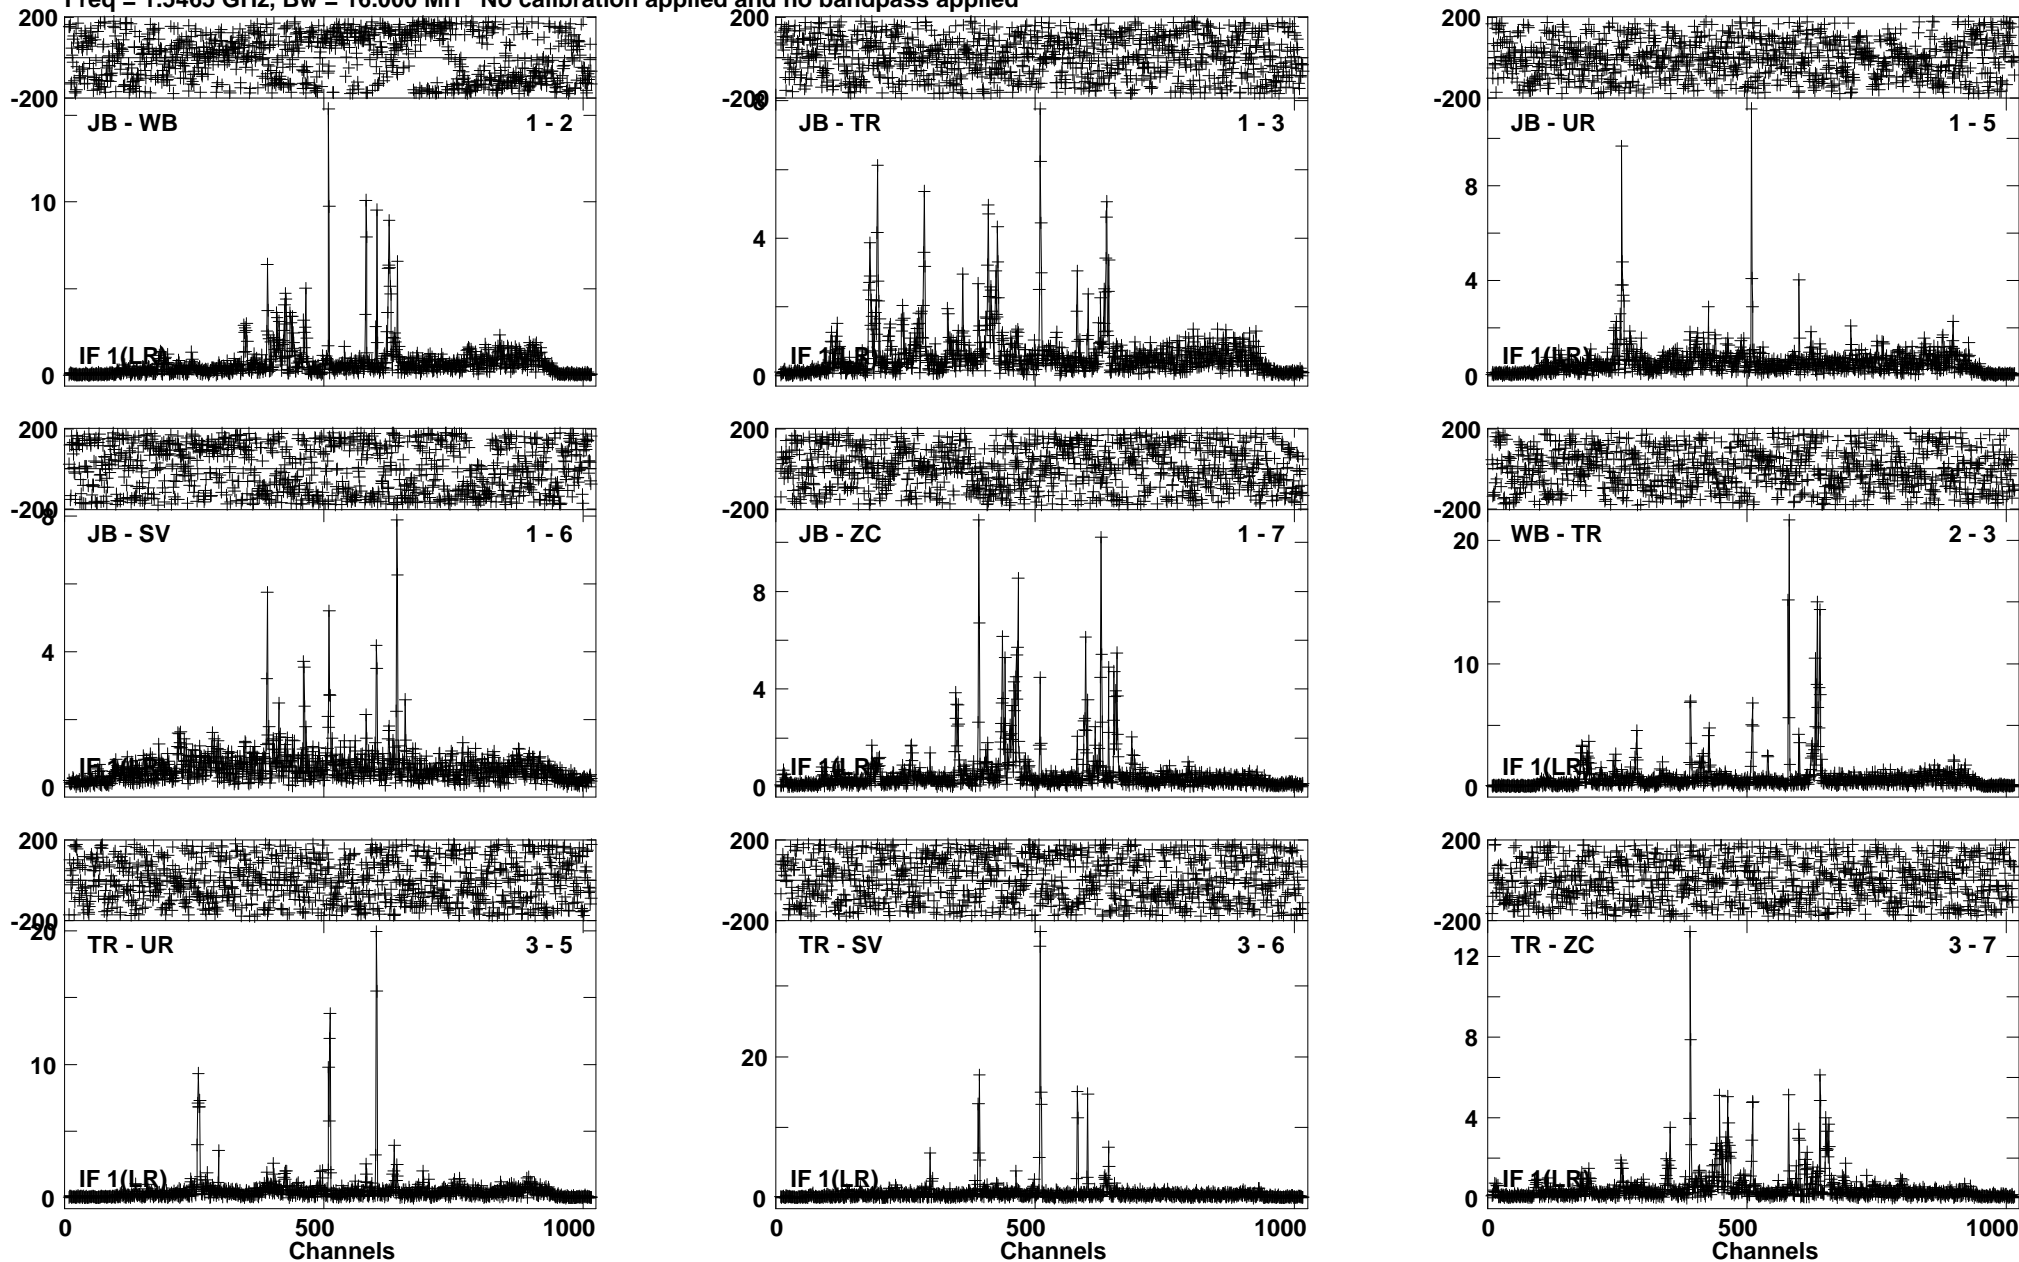 Freq = 1.5465 GHz, Bw = 16.000 MH No calibration applied and no bandpass applied
200
-200
JB - WB 1 - 2
10
IF 1(LR)
0
200
-200
8
JB - TR 1 - 3
4
IF 1(LR)
0
200
-200
JB - UR 1 - 5
8
4
IF 1(LR)
0
200
-200
8
JB - SV 1 - 6
4
IF 1(LR)
0
200
-200
JB - ZC 1 - 7
8
4
IF 1(LR)
0
200
-200
WB - TR 2 - 3
20
10
IF 1(LR)
0
200
-200
20
TR - UR 3 - 5
10
IF 1(LR)
0
0 500 1000
Channels
200
-200
TR - SV 3 - 6
20
IF 1(LR)
0
0 500 1000
Channels
200
-200
TR - ZC 3 - 7
12
8
4
IF 1(LR)
0
0 500 1000
Channels